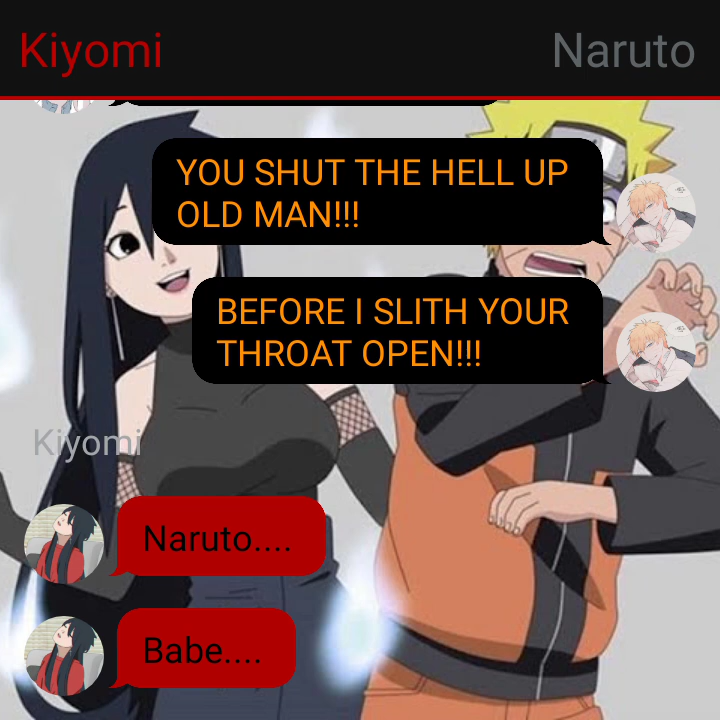 Kiyomi
Naruto
YOU SHUT THE HELL UP
OLD MAN!!!
BEFORE I SLITH YOUR
THROAT OPEN!!!
Kiyomi
Naruto....
Babe....